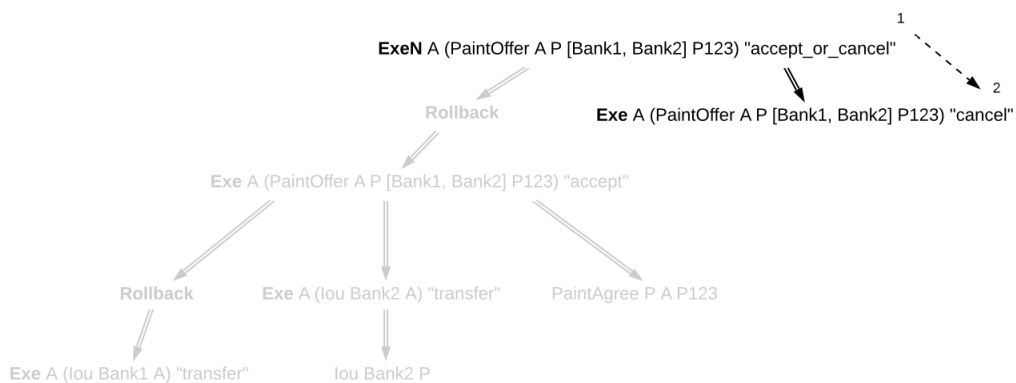 1
ExeN A (PaintOffer A P [Bank1, Bank2] P123) "accept_or_cancel"
2
Rollback
Exe A (PaintOffer A P [Bank1, Bank2] P123) "cancel"
Exe A (PaintOffer A P [Bank1, Bank2] P123) "accept"
Rollback
Exe A (Iou Bank2 A) "transfer"
PaintAgree P A P123
Exe A (Iou Bank1 A) "transfer"
Iou Bank2 P